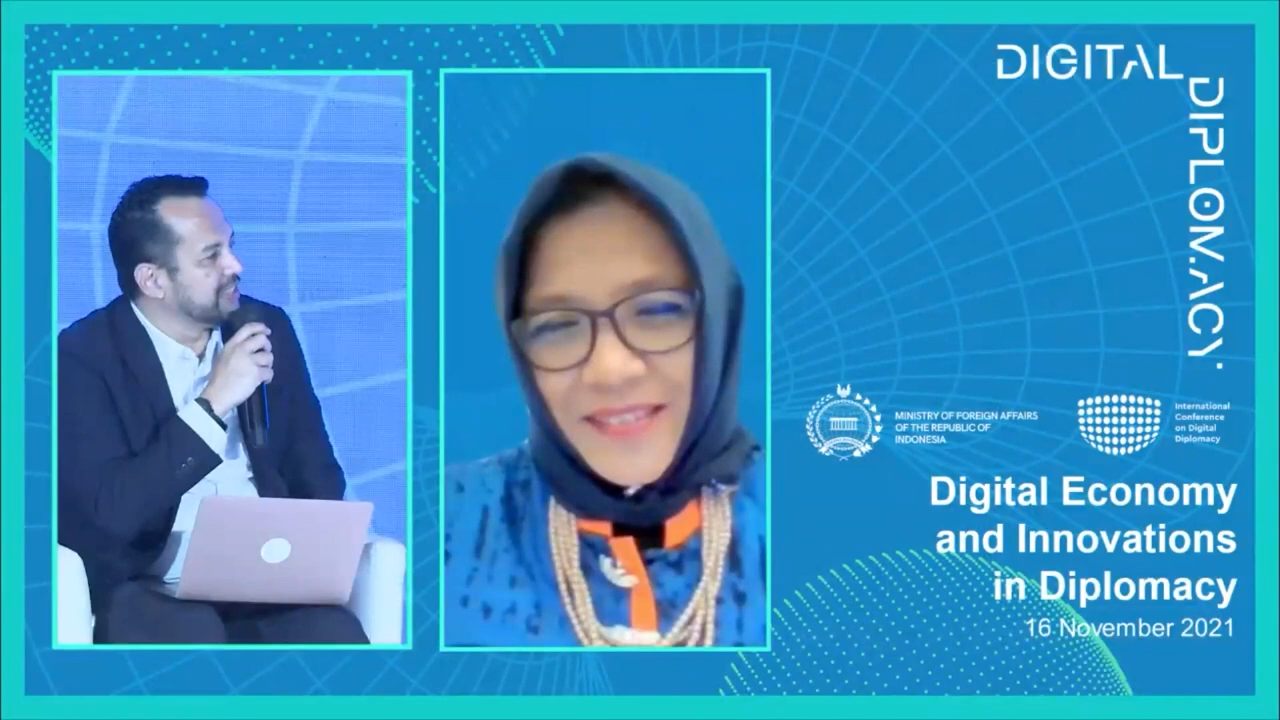 DIGITAL
DIPLOMACY.
MINISTRY OF FOREIGN AFFAIRS
OF THE REPUBLIC OF
INDONESIA
International
Conference
on Digital
Diplomacy
Digital Economy
and Innovations
in Diplomacy
16 November 2021